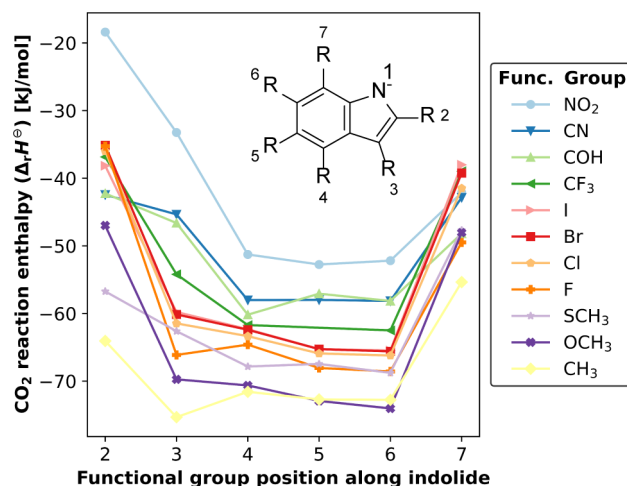 CO₂ reaction enthalpy (ΔᵣH⊖) [kJ/mol]
−20
−30
−40
−50
−60
−70
2
3
4
5
6
7
Functional group position along indolide
7
R
6
R
1
N-
R 2
R
5
R
4
R
3
Func. Group
NO₂
CN
COH
CF₃
I
Br
Cl
F
SCH₃
OCH₃
CH₃